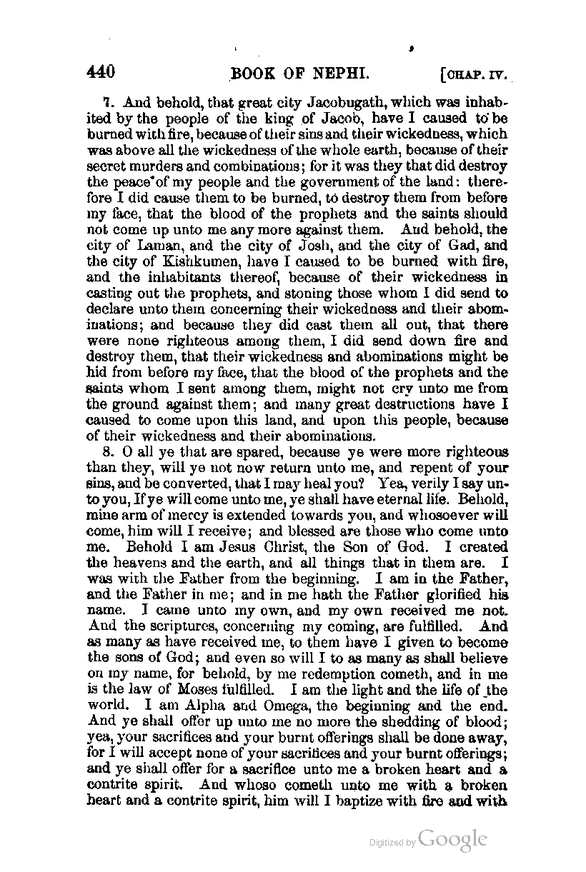 440 BOOK OF NEPHI. [CHAP. IV.
7. And behold, that great city Jacobugath, which was inhab-
ited by the people of the king of Jacob, have I caused to be
burned with fire, because of their sins and their wickedness, which
was above all the wickedness of the whole earth, because of their
secret murders and combinations; for it was they that did destroy
the peace of my people and the government of the land: there-
fore I did cause them to be burned, to destroy them from before
my face, that the blood of the prophets and the saints should
not come up unto me any more against them. And behold, the
city of Laman, and the city of Josh, and the city of Gad, and
the city of Kishkumen, have I caused to be burned with fire,
and the inhabitants thereof, because of their wickedness in
casting out the prophets, and stoning those whom I did send to
declare unto them concerning their wickedness and their abom-
inations; and because they did cast them all out, that there
were none righteous among them, I did send down fire and
destroy them, that their wickedness and abominations might be
hid from before my face, that the blood of the prophets and the
saints whom I sent among them, might not cry unto me from
the ground against them; and many great destructions have I
caused to come upon this land, and upon this people, because
of their wickedness and their abominations.
8. O all ye that are spared, because ye were more righteous
than they, will ye not now return unto me, and repent of your
sins, and be converted, that I may heal you? Yea, verily I say un-
to you, If ye will come unto me, ye shall have eternal life. Behold,
mine arm of mercy is extended towards you, and whosoever will
come, him will I receive; and blessed are those who come unto
me. Behold I am Jesus Christ, the Son of God. I created
the heavens and the earth, and all things that in them are. I
was with the Father from the beginning. I am in the Father,
and the Father in me; and in me hath the Father glorified his
name. I came unto my own, and my own received me not.
And the scriptures, concerning my coming, are fulfilled. And
as many as have received me, to them have I given to become
the sons of God; and even so will I to as many as shall believe
on my name, for behold, by me redemption cometh, and in me
is the law of Moses fulfilled. I am the light and the life of the
world. I am Alpha and Omega, the beginning and the end.
And ye shall offer up unto me no more the shedding of blood;
yea, your sacrifices and your burnt offerings shall be done away,
for I will accept none of your sacrifices and your burnt offerings;
and ye shall offer for a sacrifice unto me a broken heart and a
contrite spirit. And whoso cometh unto me with a broken
heart and a contrite spirit, him will I baptize with fire and with
Digitized by Google